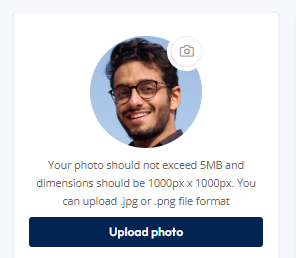 Your photo should not exceed 5MB and
dimensions should be 1000px x 1000px. You
can upload .jpg or .png file format
Upload photo